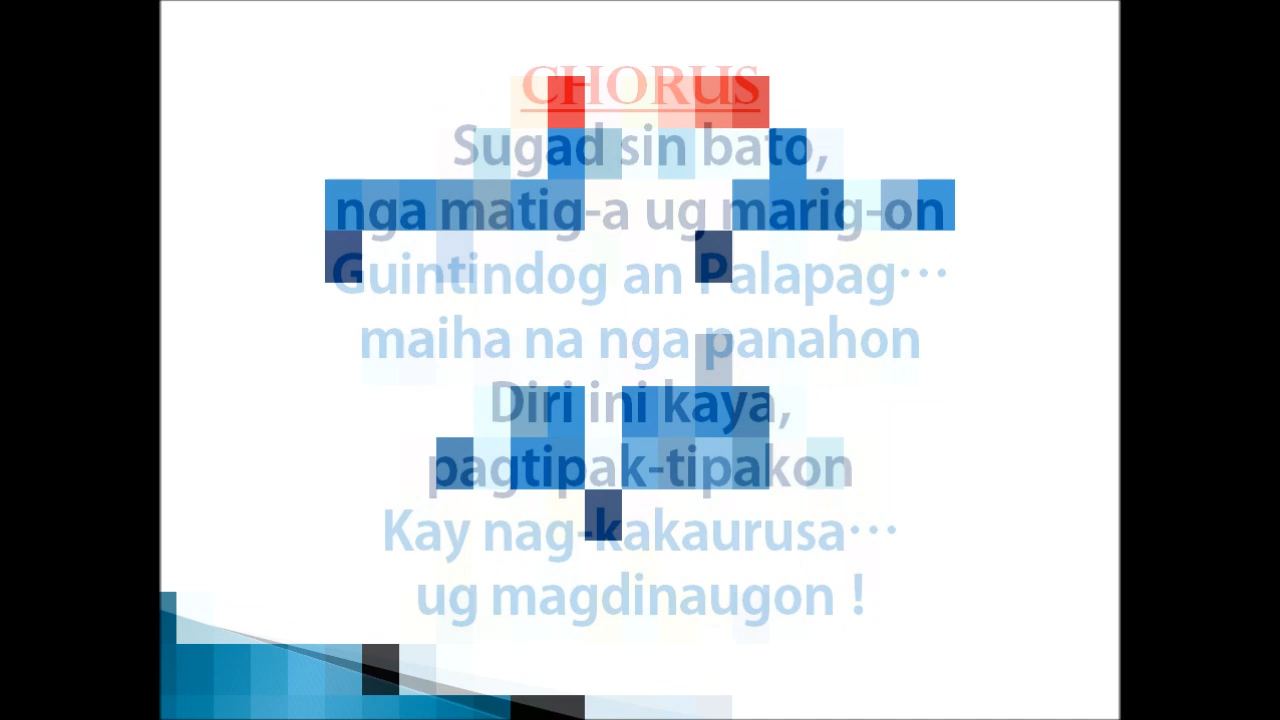 CHORUS
Sugad sin bato,
nga matig-a ug marig-on
Guintindog an Palapag…
maiha na nga panahon
Diri ini kaya,
pagtipak-tipakon
Kay nag-kakaurusa…
ug magdinaugon !